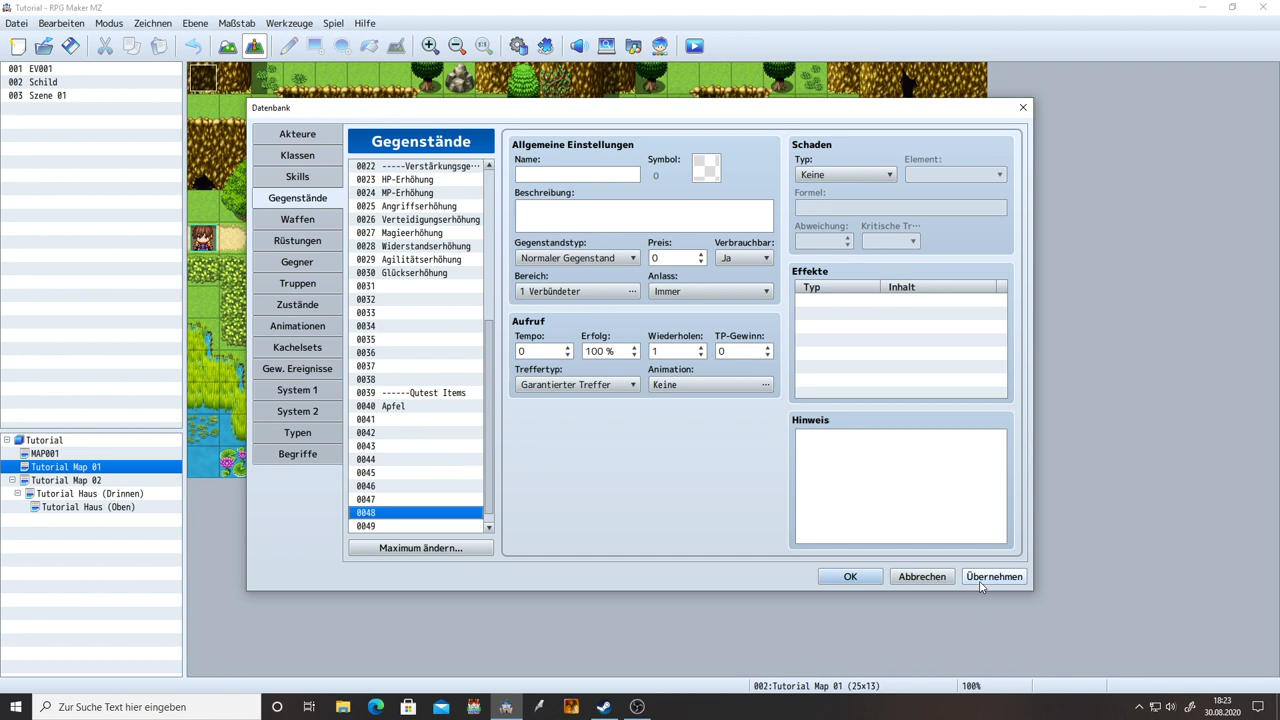 Tutorial - RPG Maker MZ
Datei Bearbeiten Modus Zeichnen Ebene Maßstab Werkzeuge Spiel Hilfe
001 EV001
002 Schild
003 Szene 01
Tutorial
MAP001
Tutorial Map 01
Tutorial Map 02
Tutorial Haus (Drinnen)
Tutorial Haus (Oben)
Datenbank
Akteure
Klassen
Skills
Gegenstände
Waffen
Rüstungen
Gegner
Truppen
Zustände
Animationen
Kachelsets
Gew. Ereignisse
System 1
System 2
Typen
Begriffe
Gegenstände
0022 -----Verstärkungsge···
0023 HP-Erhöhung
0024 MP-Erhöhung
0025 Angriffserhöhung
0026 Verteidigungserhöhung
0027 Magieerhöhung
0028 Widerstandserhöhung
0029 Agilitätserhöhung
0030 Glückserhöhung
0031
0032
0033
0034
0035
0036
0037
0038
0039 ------Qutest Items
0040 Apfel
0041
0042
0043
0044
0045
0046
0047
0048
0049
Maximum ändern...
Allgemeine Einstellungen
Name: Symbol:
0
Beschreibung:
Gegenstandstyp: Preis: Verbrauchbar:
Normaler Gegenstand 0 Ja
Bereich: Anlass:
1 Verbündeter ··· Immer
Aufruf
Tempo: Erfolg: Wiederholen: TP-Gewinn:
0 100 % 1 0
Treffertyp: Animation:
Garantierter Treffer Keine ···
Schaden
Typ: Element:
Keine
Formel:
Abweichung: Kritische Tr···
Effekte
Typ Inhalt
Hinweis
OK Abbrechen Übernehmen
002:Tutorial Map 01 (25×13) 100%
Zur Suche Text hier eingeben
18:23
30.08.2020